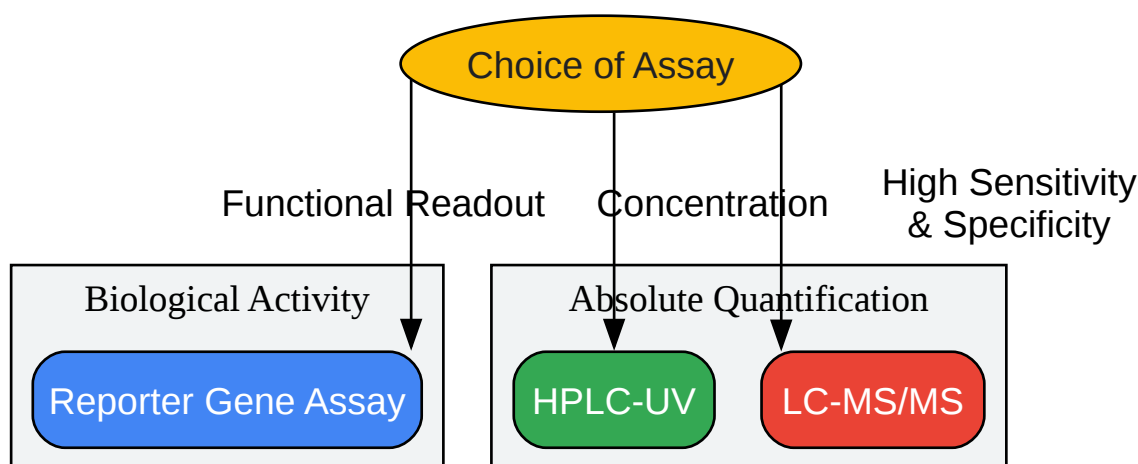 Choice of Assay
Functional Readout
Concentration
High Sensitivity
& Specificity
Biological Activity
Absolute Quantification
Reporter Gene Assay
HPLC-UV
LC-MS/MS